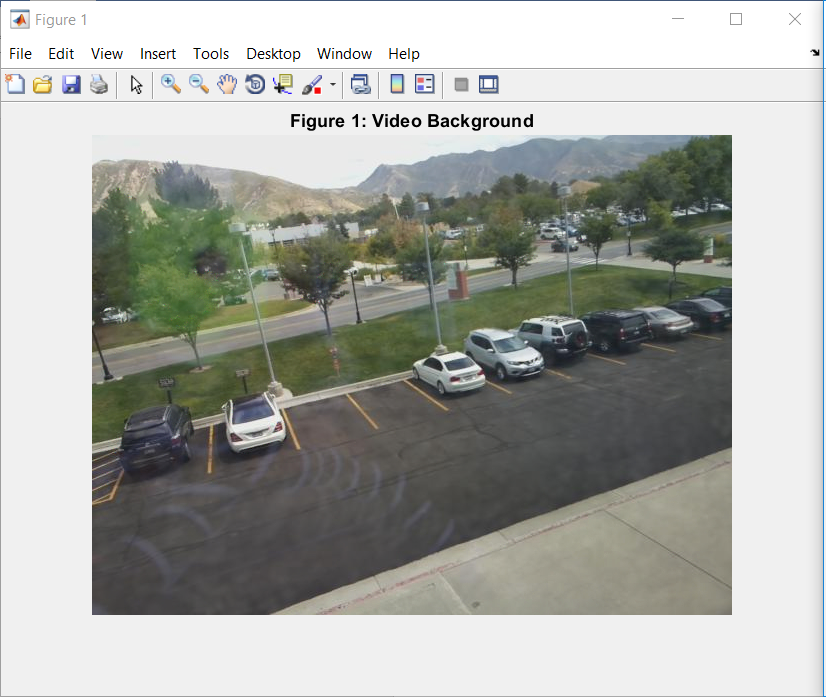 Figure 1
File Edit View Insert Tools Desktop Window Help
Figure 1: Video Background